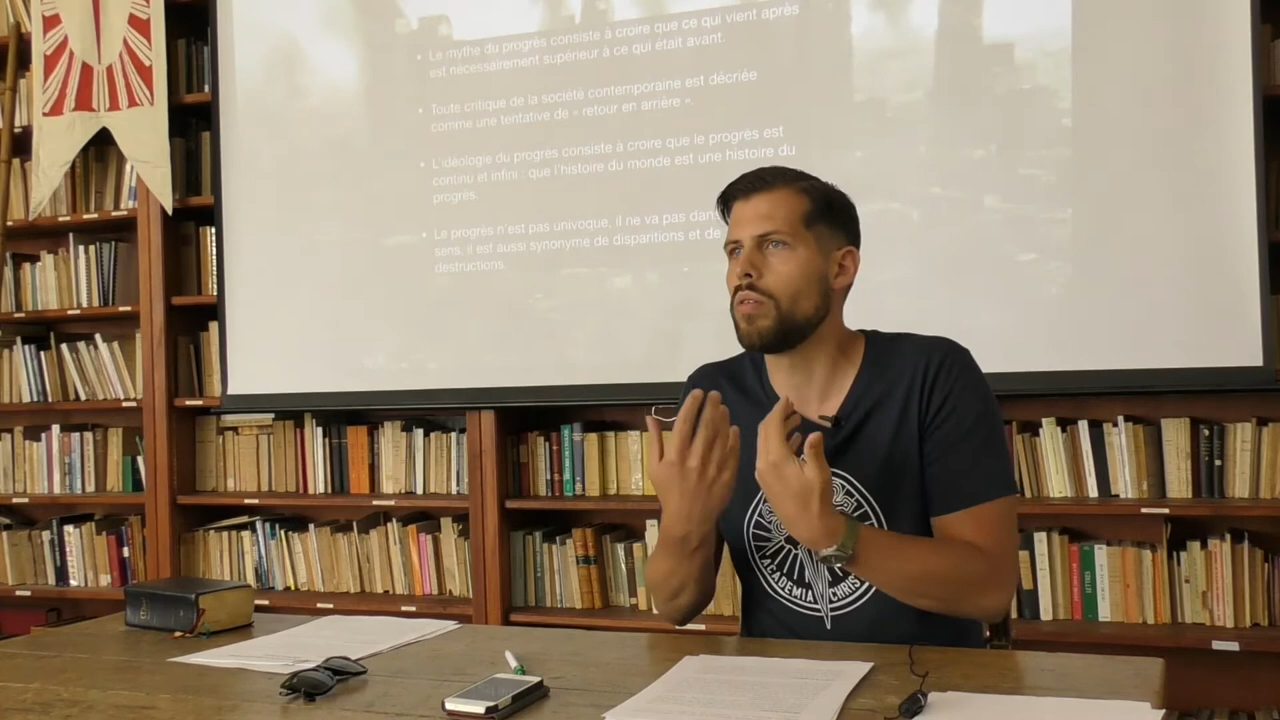 • Le mythe du progrès consiste à croire que ce qui vient après
est nécessairement supérieur à ce qui était avant.
• Toute critique de la société contemporaine est décriée
comme une tentative de « retour en arrière ».
• L'idéologie du progrès consiste à croire que le progrès est
continu et infini : que l'histoire du monde est une histoire du
progrès.
• Le progrès n'est pas univoque, il ne va pas dans
sens, il est aussi synonyme de disparitions et de
destructions
ACADEMIA CHRIST
LETTRES